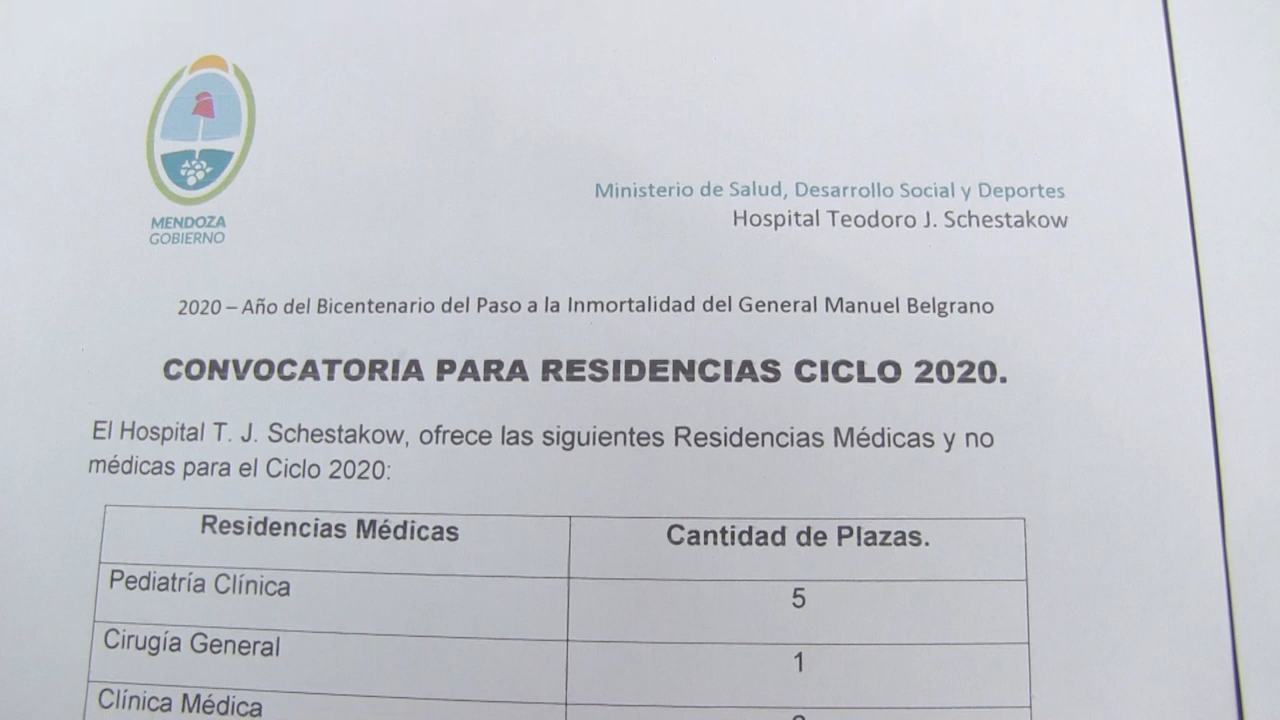 MENDOZA
GOBIERNO
Ministerio de Salud, Desarrollo Social y Deportes
Hospital Teodoro J. Schestakow
2020 – Año del Bicentenario del Paso a la Inmortalidad del General Manuel Belgrano
CONVOCATORIA PARA RESIDENCIAS CICLO 2020.
El Hospital T. J. Schestakow, ofrece las siguientes Residencias Médicas y no
médicas para el Ciclo 2020:
Residencias Médicas Cantidad de Plazas.
Pediatría Clínica 5
Cirugía General 1
Clínica Médica